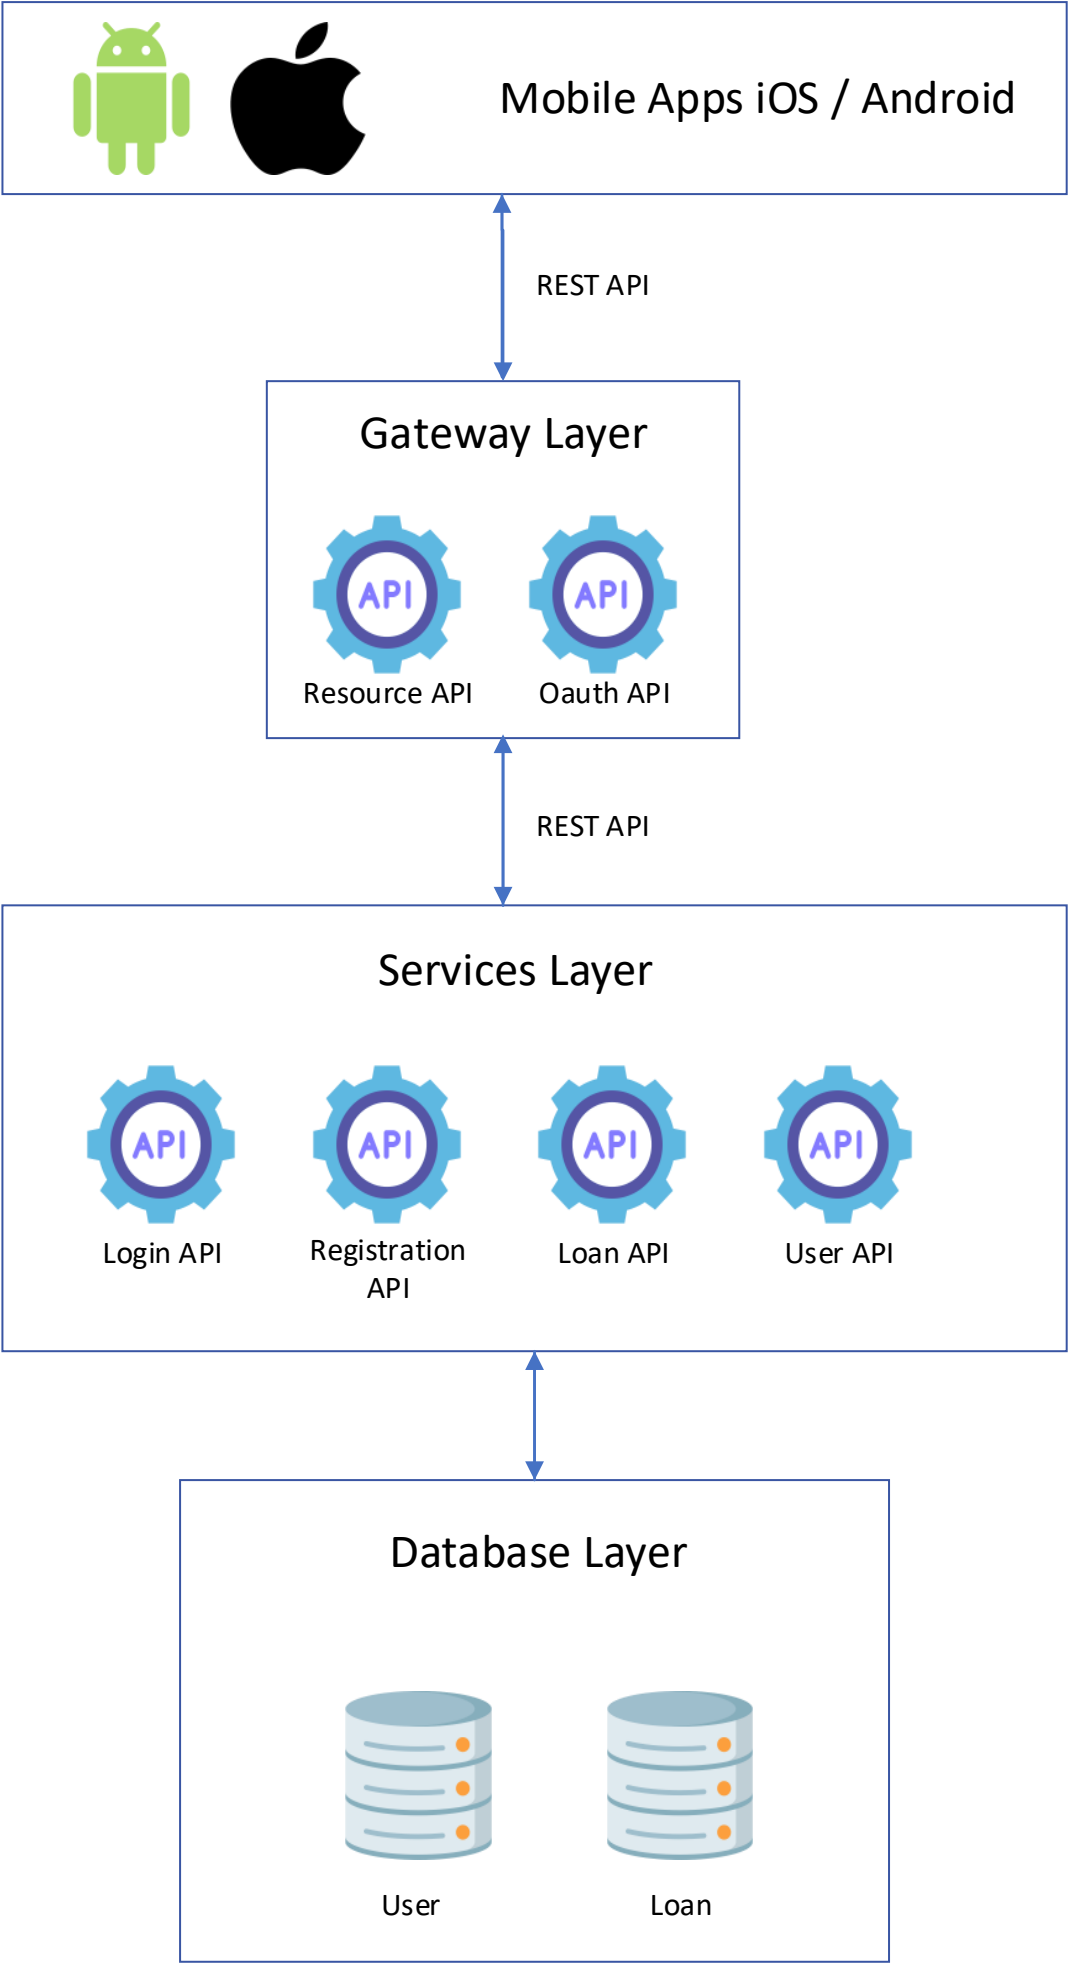 Mobile Apps iOS / Android
REST API
Gateway Layer
API API
Resource API Oauth API
REST API
Services Layer
API API API API
Login API Registration API Loan API User API
Database Layer
User Loan